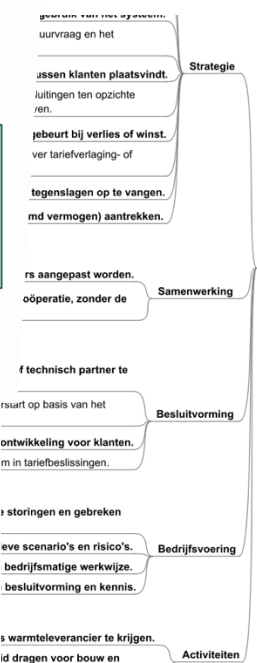 gebruik van het systeem.
uurvraag en het
ussen klanten plaatsvindt.
Strategie
luitingen ten opzichte
ven.
gebeurt bij verlies of winst.
ver tariefverlaging- of
tegenslagen op te vangen.
md vermogen) aantrekken.
rs aangepast worden.
Samenwerking
oöperatie, zonder de
f technisch partner te
rstart op basis van het
Besluitvorming
ontwikkeling voor klanten.
m in tariefbeslissingen.
e storingen en gebreken
eve scenario's en risico's.
Bedrijfsvoering
bedrijfsmatige werkwijze.
besluitvorming en kennis.
s warmteleverancier te krijgen.
Activiteiten
id dragen voor bouw en